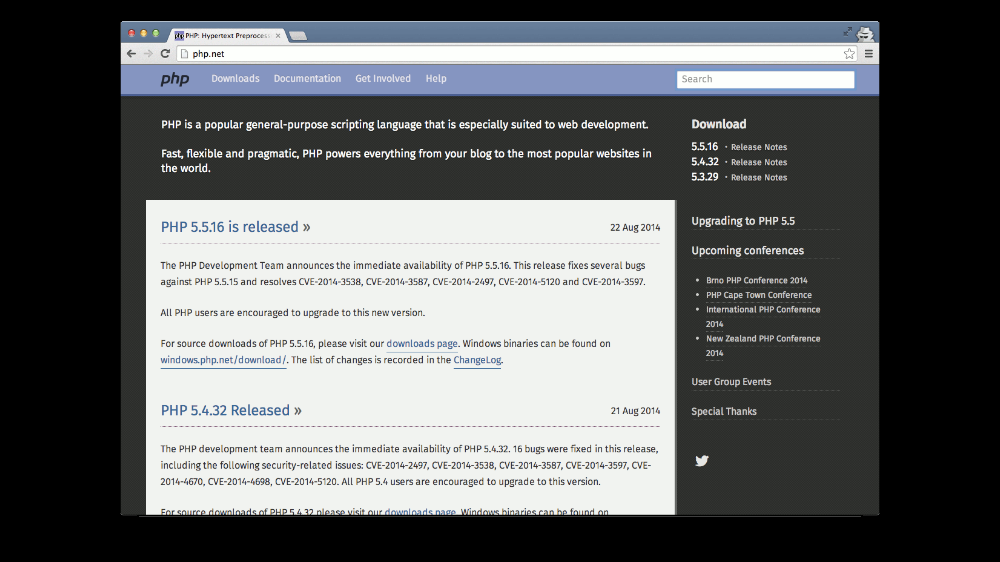 PHP: Hypertext Preprocess
php.net
php Downloads Documentation Get Involved Help Search
PHP is a popular general-purpose scripting language that is especially suited to web development.
Fast, flexible and pragmatic, PHP powers everything from your blog to the most popular websites in
the world.
PHP 5.5.16 is released »
22 Aug 2014
The PHP Development Team announces the immediate availability of PHP 5.5.16. This release fixes several bugs
against PHP 5.5.15 and resolves CVE-2014-3538, CVE-2014-3587, CVE-2014-2497, CVE-2014-5120 and CVE-2014-3597.
All PHP users are encouraged to upgrade to this new version.
For source downloads of PHP 5.5.16, please visit our downloads page. Windows binaries can be found on
windows.php.net/download/. The list of changes is recorded in the ChangeLog.
PHP 5.4.32 Released »
21 Aug 2014
The PHP development team announces the immediate availability of PHP 5.4.32. 16 bugs were fixed in this release,
including the following security-related issues: CVE-2014-2497, CVE-2014-3538, CVE-2014-3587, CVE-2014-3597, CVE-
2014-4670, CVE-2014-4698, CVE-2014-5120. All PHP 5.4 users are encouraged to upgrade to this version.
For source downloads of PHP 5.4.32 please visit our downloads page. Windows binaries can be found on
Download
5.5.16 · Release Notes
5.4.32 · Release Notes
5.3.29 · Release Notes
Upgrading to PHP 5.5
Upcoming conferences
• Brno PHP Conference 2014
• PHP Cape Town Conference
• International PHP Conference
2014
• New Zealand PHP Conference
2014
User Group Events
Special Thanks